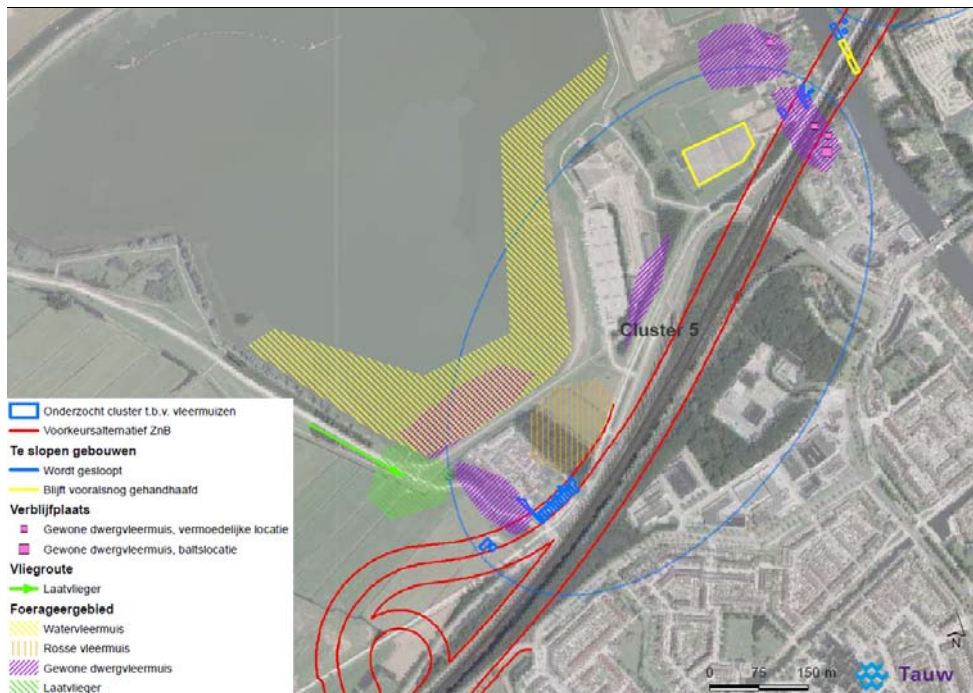 Cluster 5
Onderzocht cluster t.b.v. vleermuizen
Voorkeursalternatief ZnB
Te slopen gebouwen
Wordt gesloopt
Blijft vooralsnog gehandhaafd
Verblijfplaats
Gewone dwergvleermuis, vermoedelijke locatie
Gewone dwergvleermuis, baltslocatie
Vliegroute
Laatvlieger
Foerageergebied
Watervleermuis
Rosse vleermuis
Gewone dwergvleermuis
Laatvlieger
N
0 75 150 m
Tauw